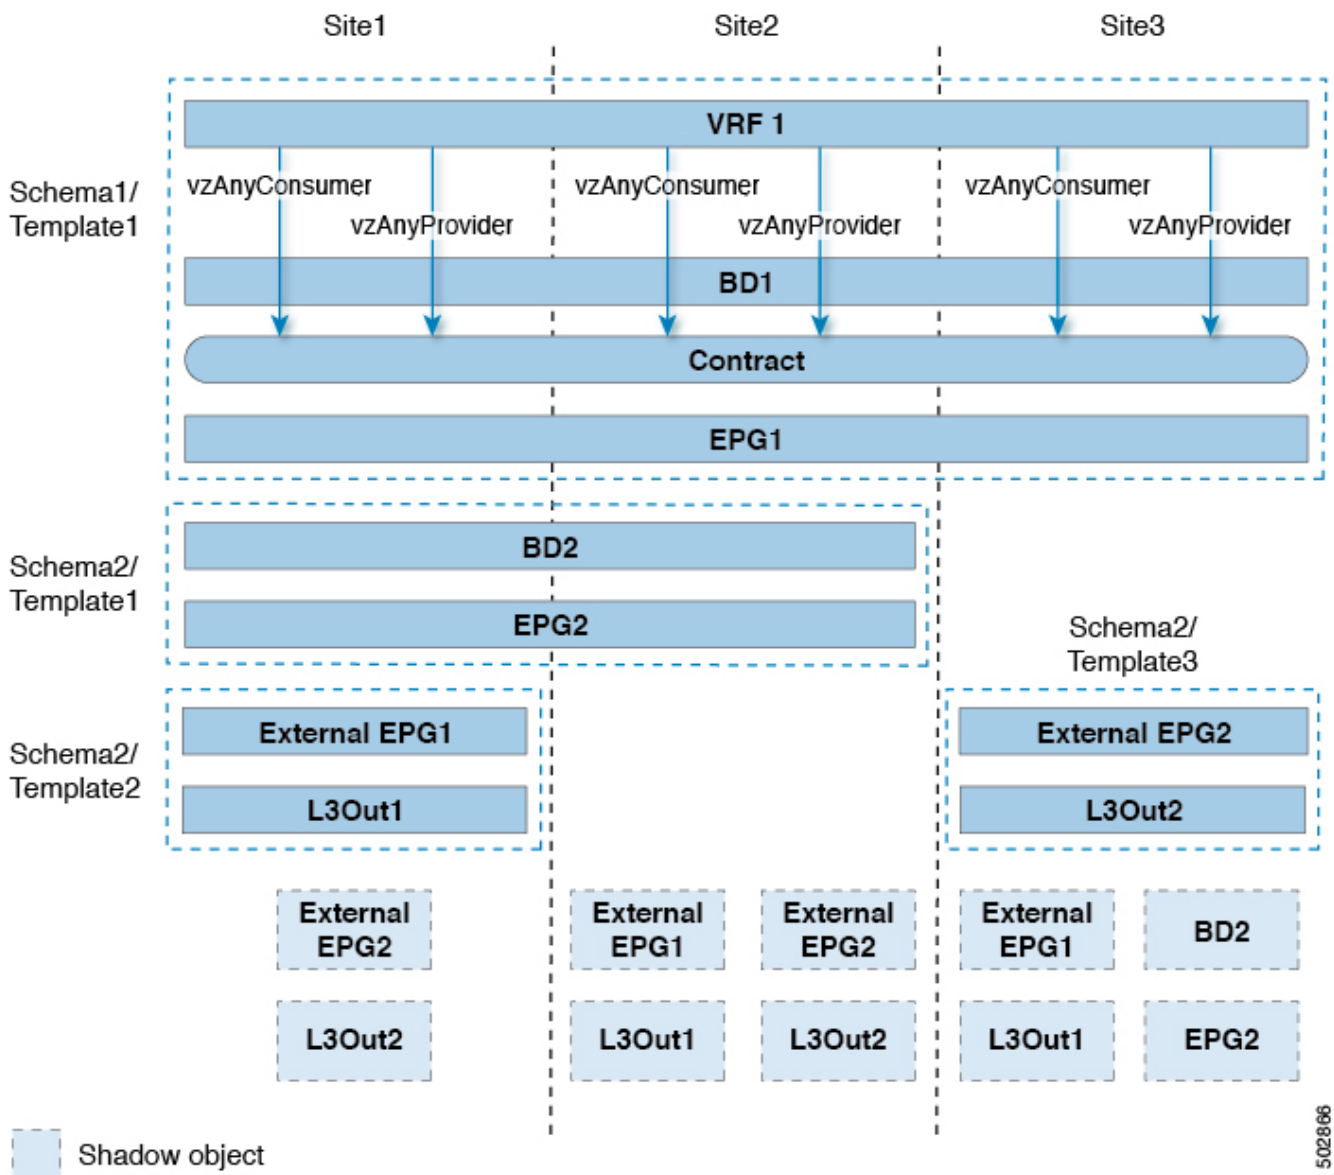 Site1
Site2
Site3
VRF 1
Schema1/
Template1
vzAnyConsumer
vzAnyProvider
vzAnyConsumer
vzAnyProvider
vzAnyConsumer
vzAnyProvider
BD1
Contract
EPG1
Schema2/
Template1
BD2
EPG2
Schema2/
Template3
Schema2/
Template2
External EPG1
L3Out1
External EPG2
L3Out2
External
EPG2
External
EPG1
External
EPG2
External
EPG1
BD2
L3Out2
L3Out1
L3Out2
L3Out1
EPG2
Shadow object
502866